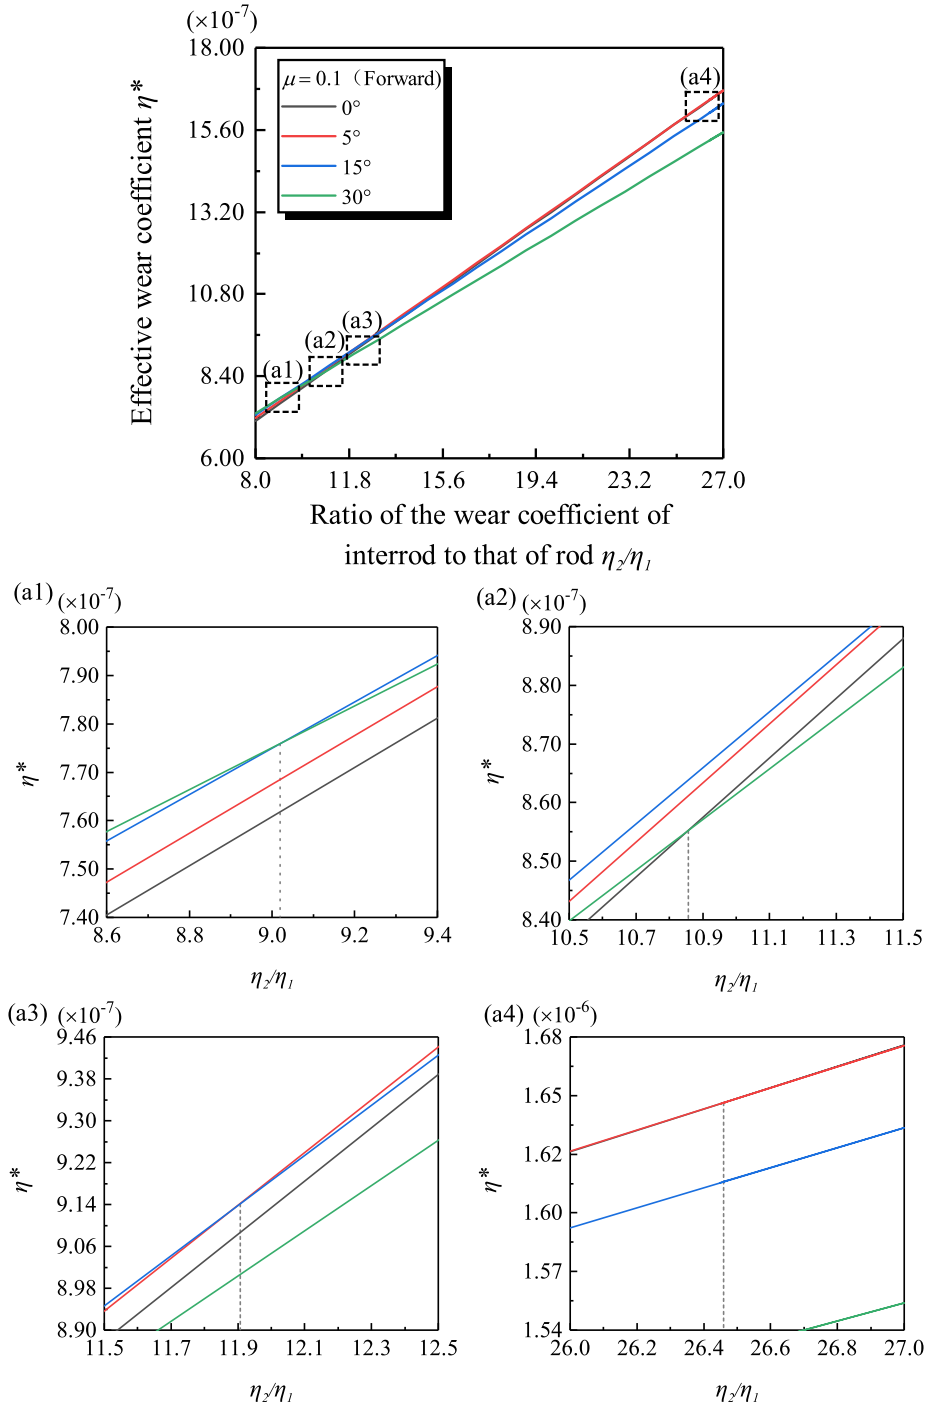 (×10⁻⁷)
Effective wear coefficient η*
18.00
15.60
13.20
10.80
8.40
6.00
μ = 0.1（Forward)
0°
5°
15°
30°
(a1)
(a2)
(a3)
(a4)
8.0 11.8 15.6 19.4 23.2 27.0
Ratio of the wear coefficient of
interrod to that of rod η₂/η₁
(a1) (×10⁻⁷)
8.00
7.90
7.80
7.70
7.60
7.50
7.40
η*
8.6 8.8 9.0 9.2 9.4
η₂/η₁
(a2) (×10⁻⁷)
8.90
8.80
8.70
8.60
8.50
8.40
η*
10.5 10.7 10.9 11.1 11.3 11.5
η₂/η₁
(a3) (×10⁻⁷)
9.46
9.38
9.30
9.22
9.14
9.06
8.98
8.90
η*
11.5 11.7 11.9 12.1 12.3 12.5
η₂/η₁
(a4) (×10⁻⁶)
1.68
1.65
1.62
1.60
1.57
1.54
η*
26.0 26.2 26.4 26.6 26.8 27.0
η₂/η₁